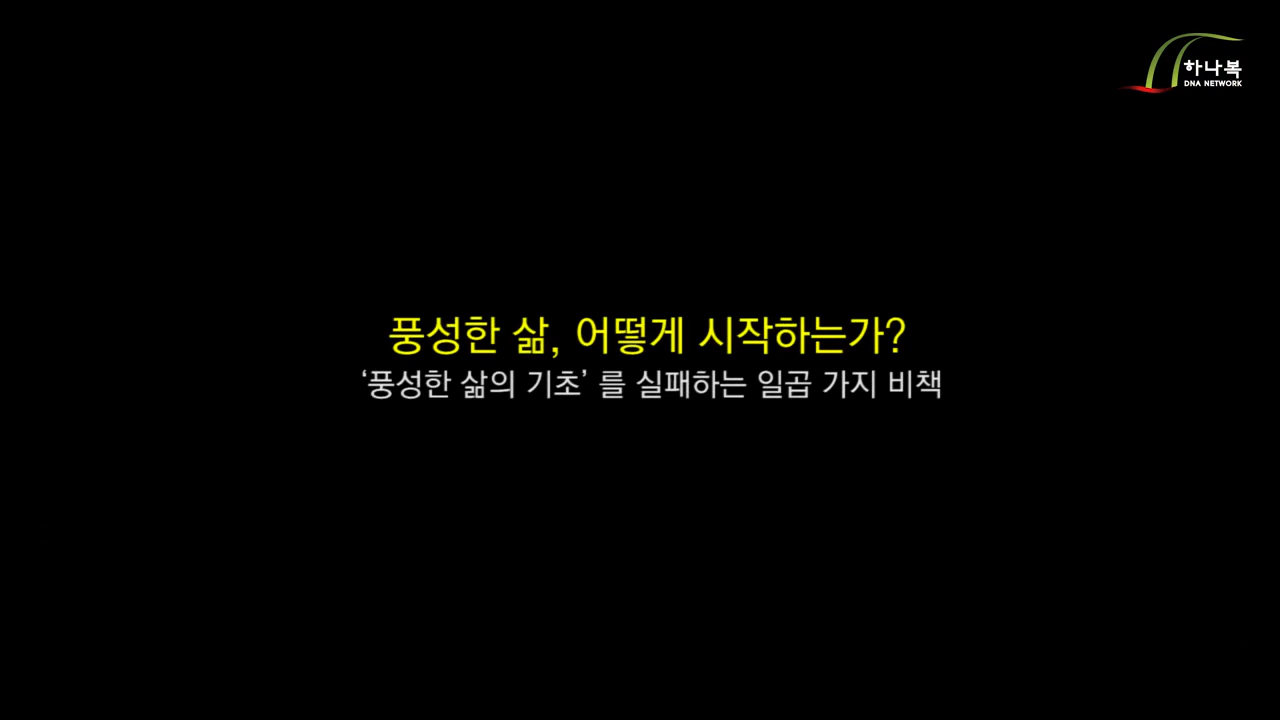 하나복
DNA NETWORK
풍성한 삶, 어떻게 시작하는가?
‘풍성한 삶의 기초’ 를 실패하는 일곱 가지 비책